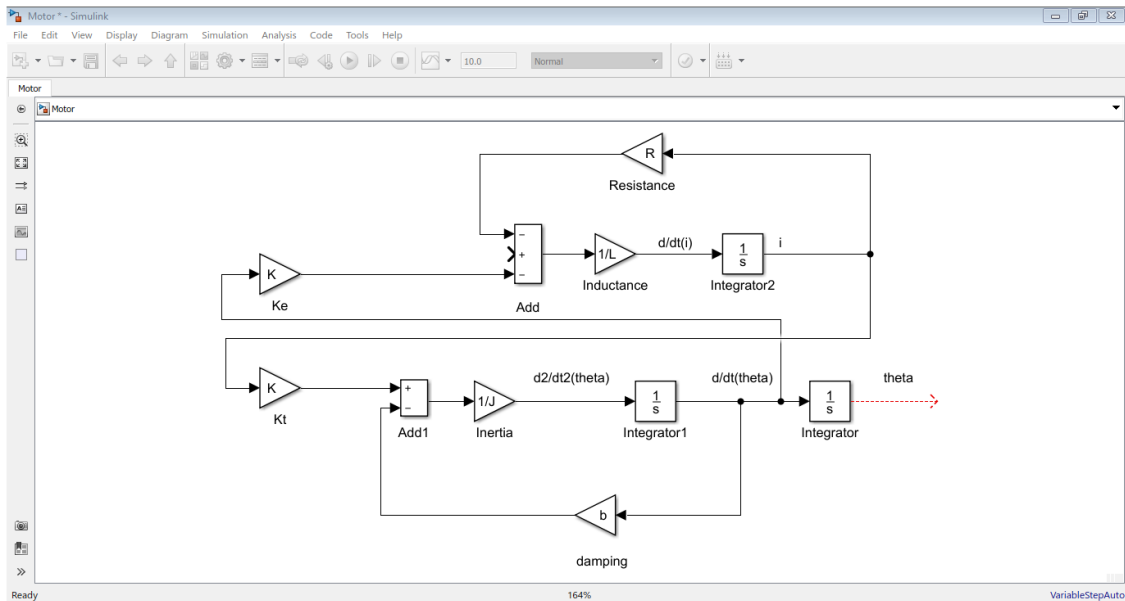 Motor * - Simulink
File Edit View Display Diagram Simulation Analysis Code Tools Help
10.0 Normal
Motor
Motor
R
Resistance
−
+
−
1/L
d/dt(i)
1
s
i
Inductance
Integrator2
K
Ke
Add
K
Kt
+
−
Add1
1/J
Inertia
d2/dt2(theta)
1
s
Integrator1
d/dt(theta)
1
s
Integrator
theta
b
damping
Ready 164% VariableStepAuto